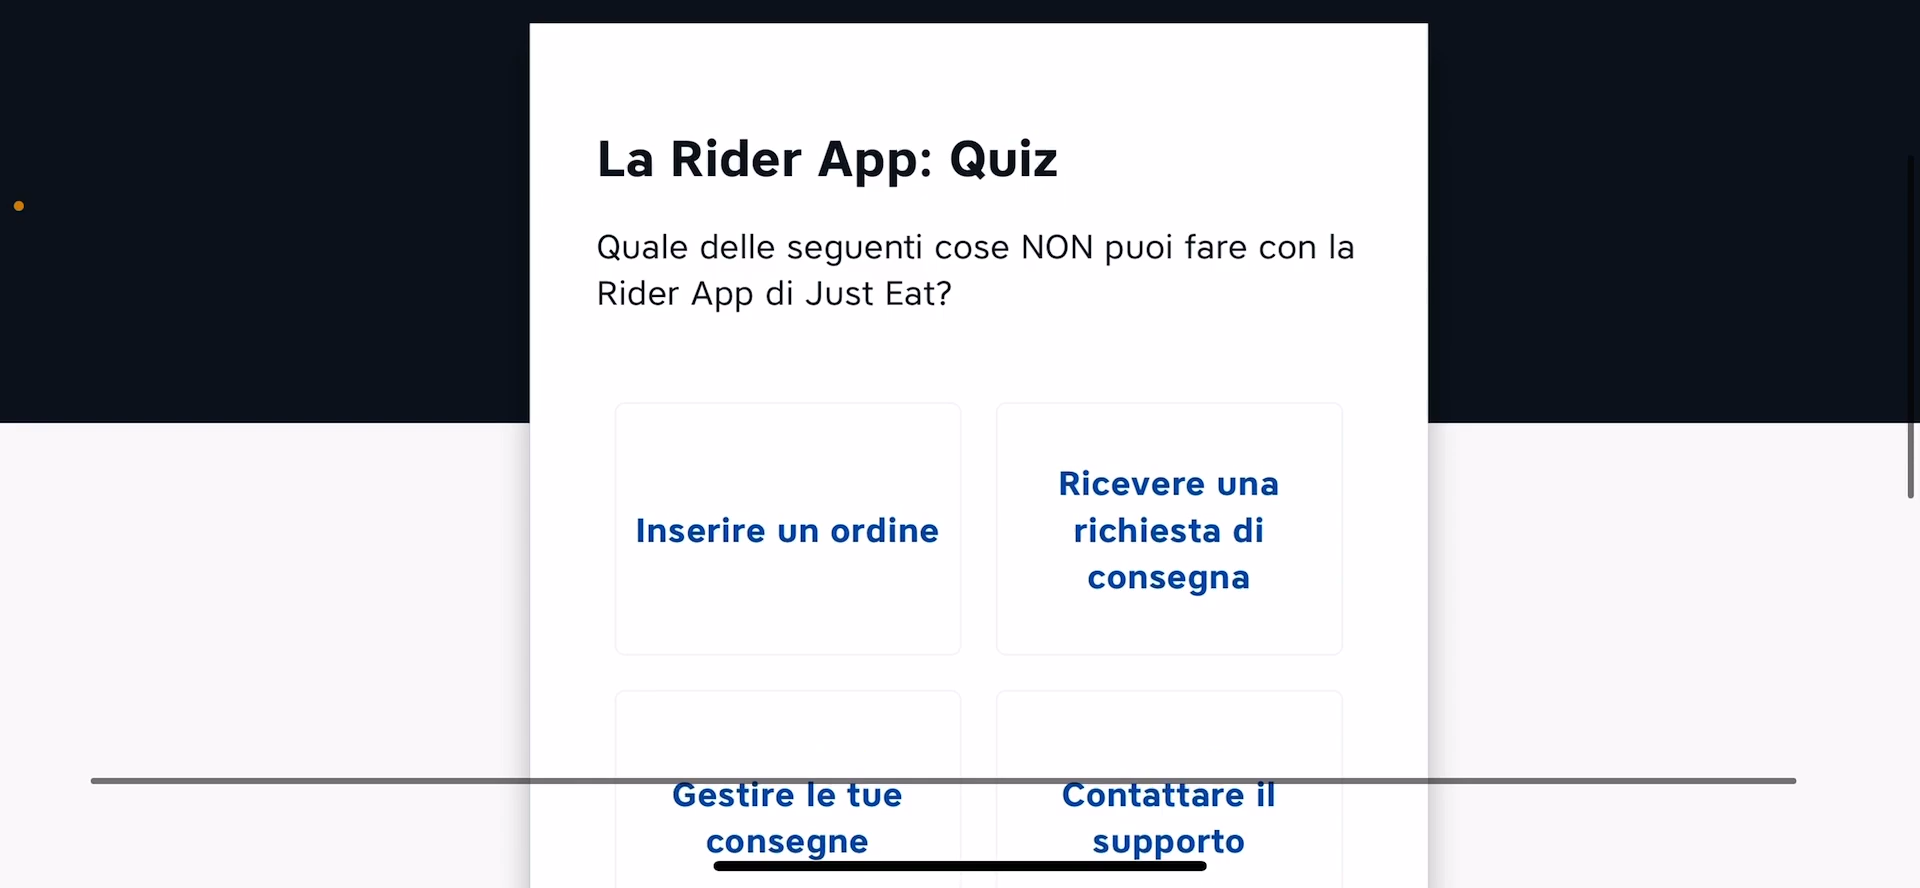 La Rider App: Quiz
Quale delle seguenti cose NON puoi fare con la
Rider App di Just Eat?
Inserire un ordine
Ricevere una
richiesta di
consegna
Gestire le tue
consegne
Contattare il
supporto